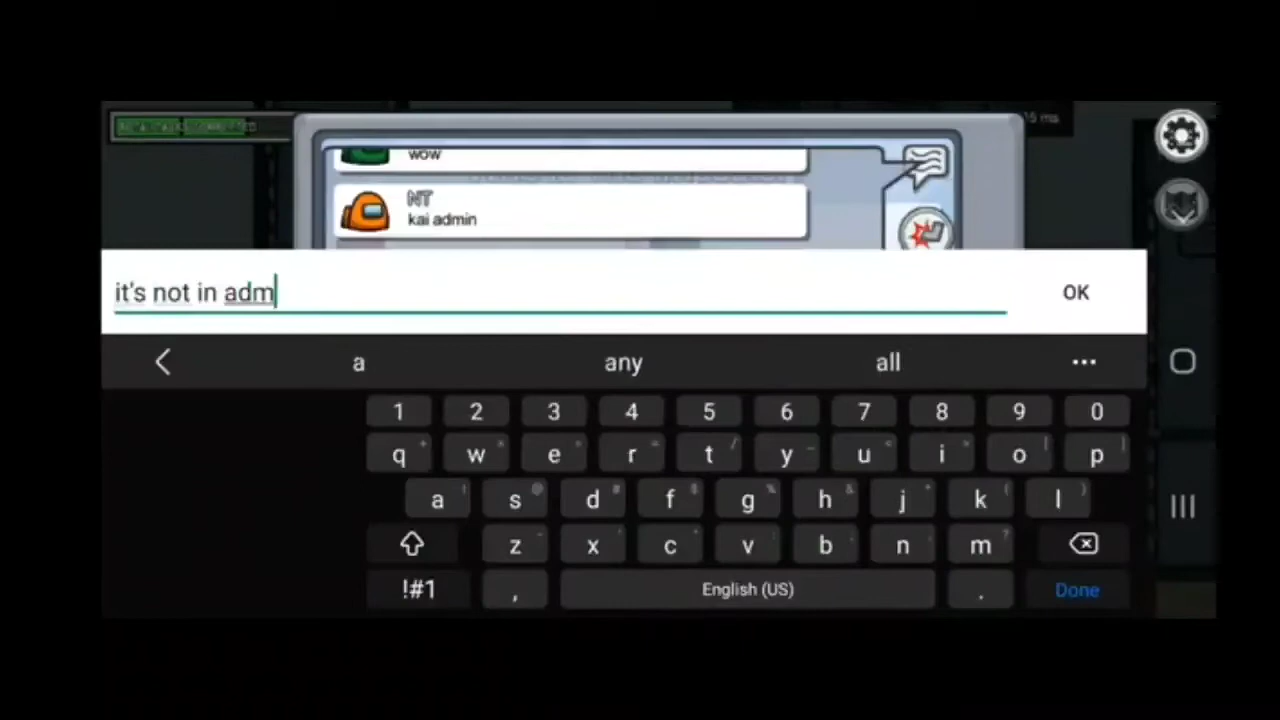 wow
NT
kai admin
it's not in adm
OK
a any all
1 2 3 4 5 6 7 8 9 0
q w e r t y u i o p
a s d f g h j k l
z x c v b n m
!#1 , English (US) . Done